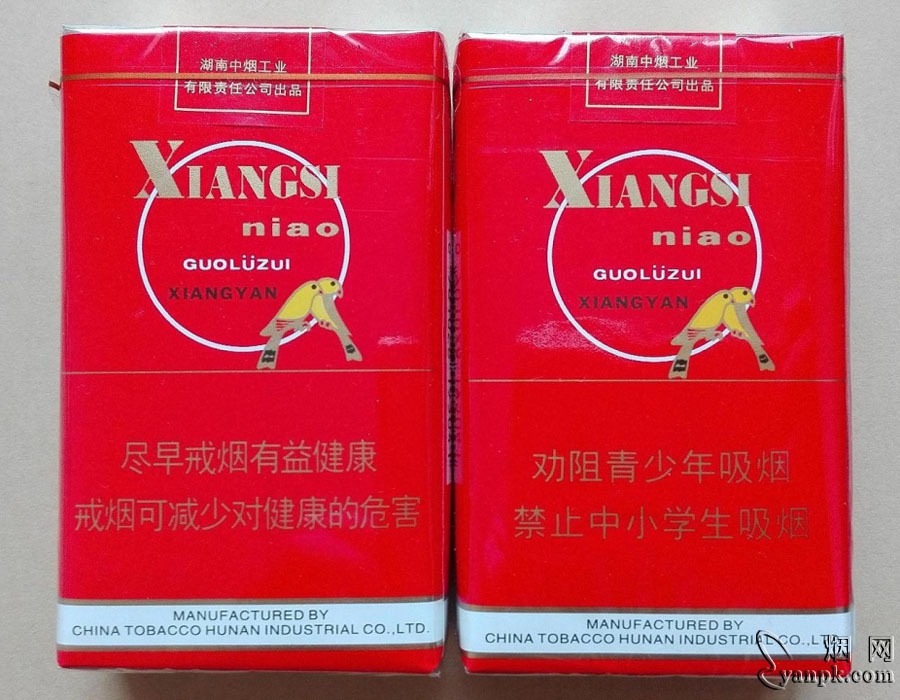 湖南中烟工业
有限责任公司出品
XIANGSI
niao
GUOLÜZUI
XIANGYAN
尽早戒烟有益健康
戒烟可减少对健康的危害
MANUFACTURED BY
CHINA TOBACCO HUNAN INDUSTRIAL CO.,LTD.
湖南中烟工业
有限责任公司出品
XIANGSI
niao
GUOLÜZUI
XIANGYAN
劝阻青少年吸烟
禁止中小学生吸烟
MANUFACTURED BY
CHINA TOBACCO HUNAN INDUSTRIAL CO.,LTD.
烟网
yanpk.com